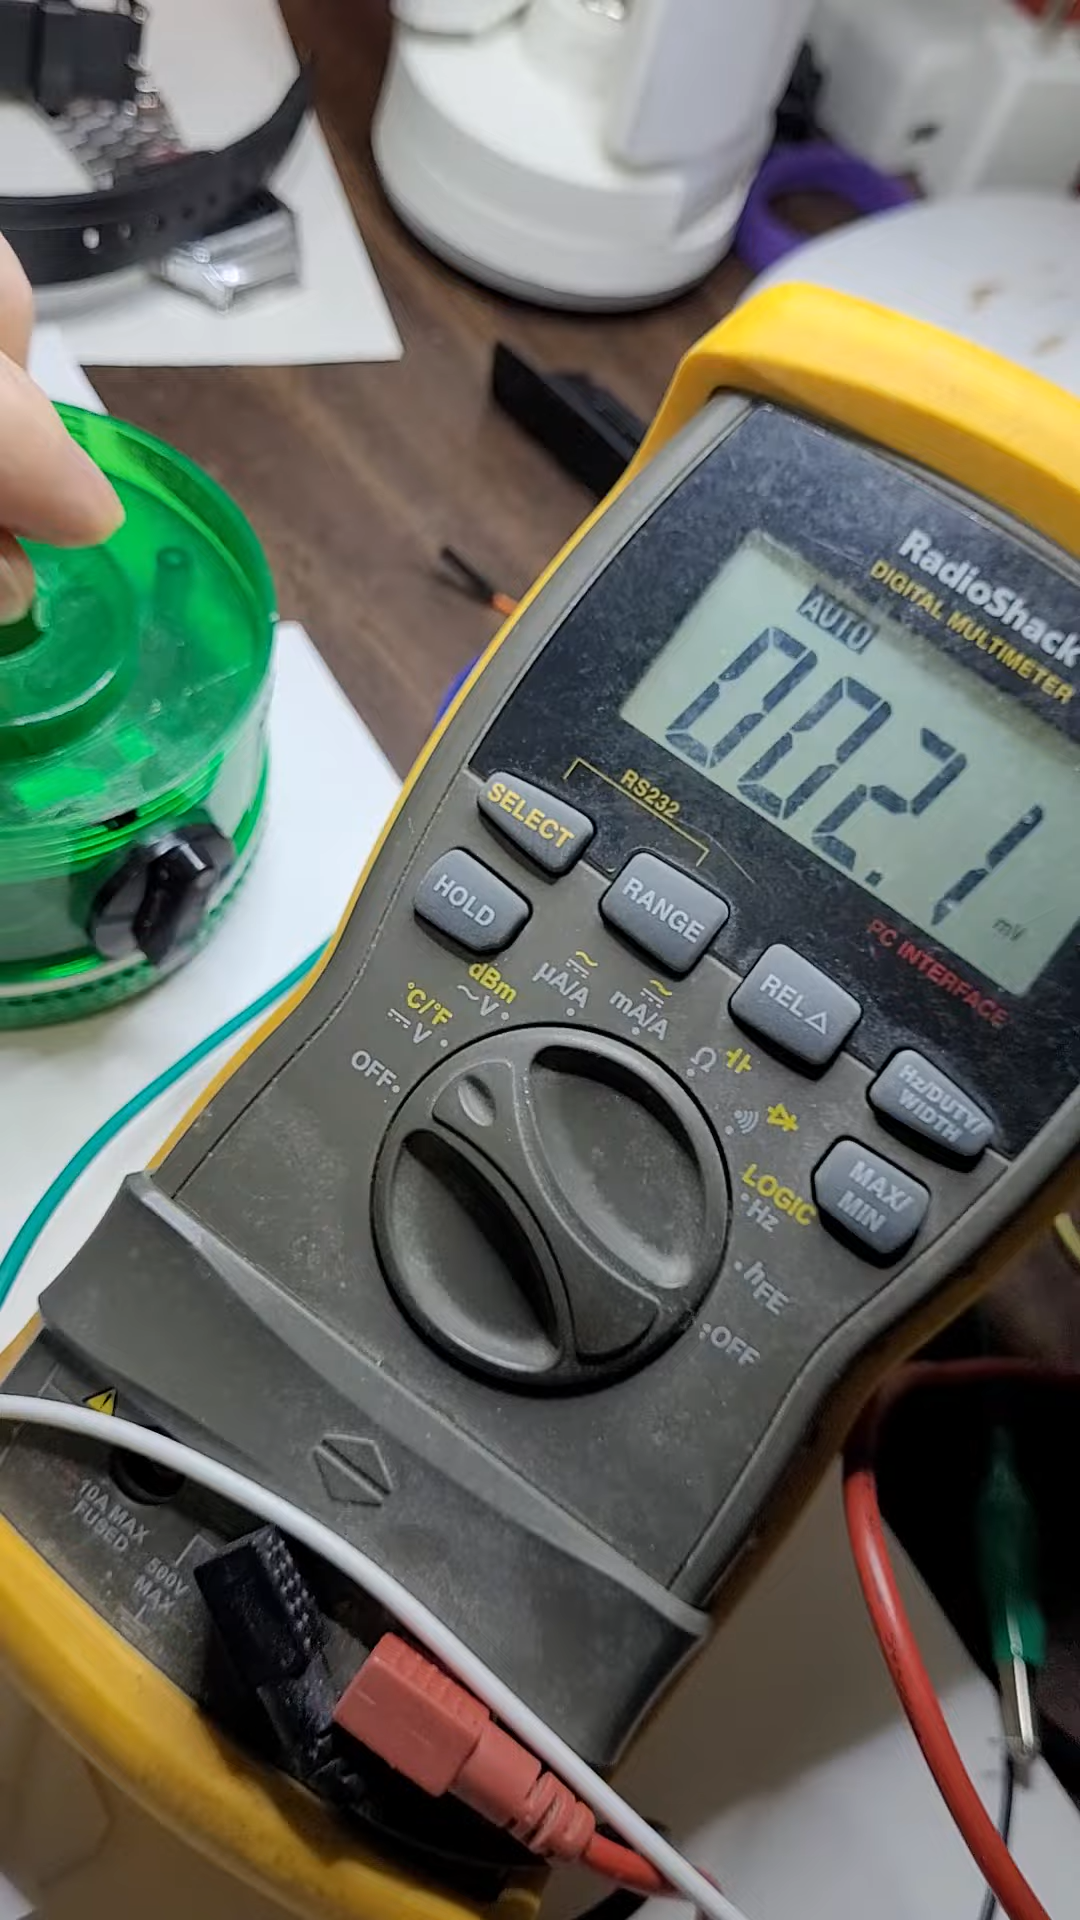 RadioShack
DIGITAL MULTIMETER
AUTO
002.1
mV
RS232
SELECT
HOLD
RANGE
PC INTERFACE
REL△
Hz/DUTY/
WIDTH
MAX/
MIN
OFF
°C/°F
V
dBm
~V
µA/A
mA/A
Ω
LOGIC
Hz
hFE
OFF
10A MAX
FUSED
500V
MAX